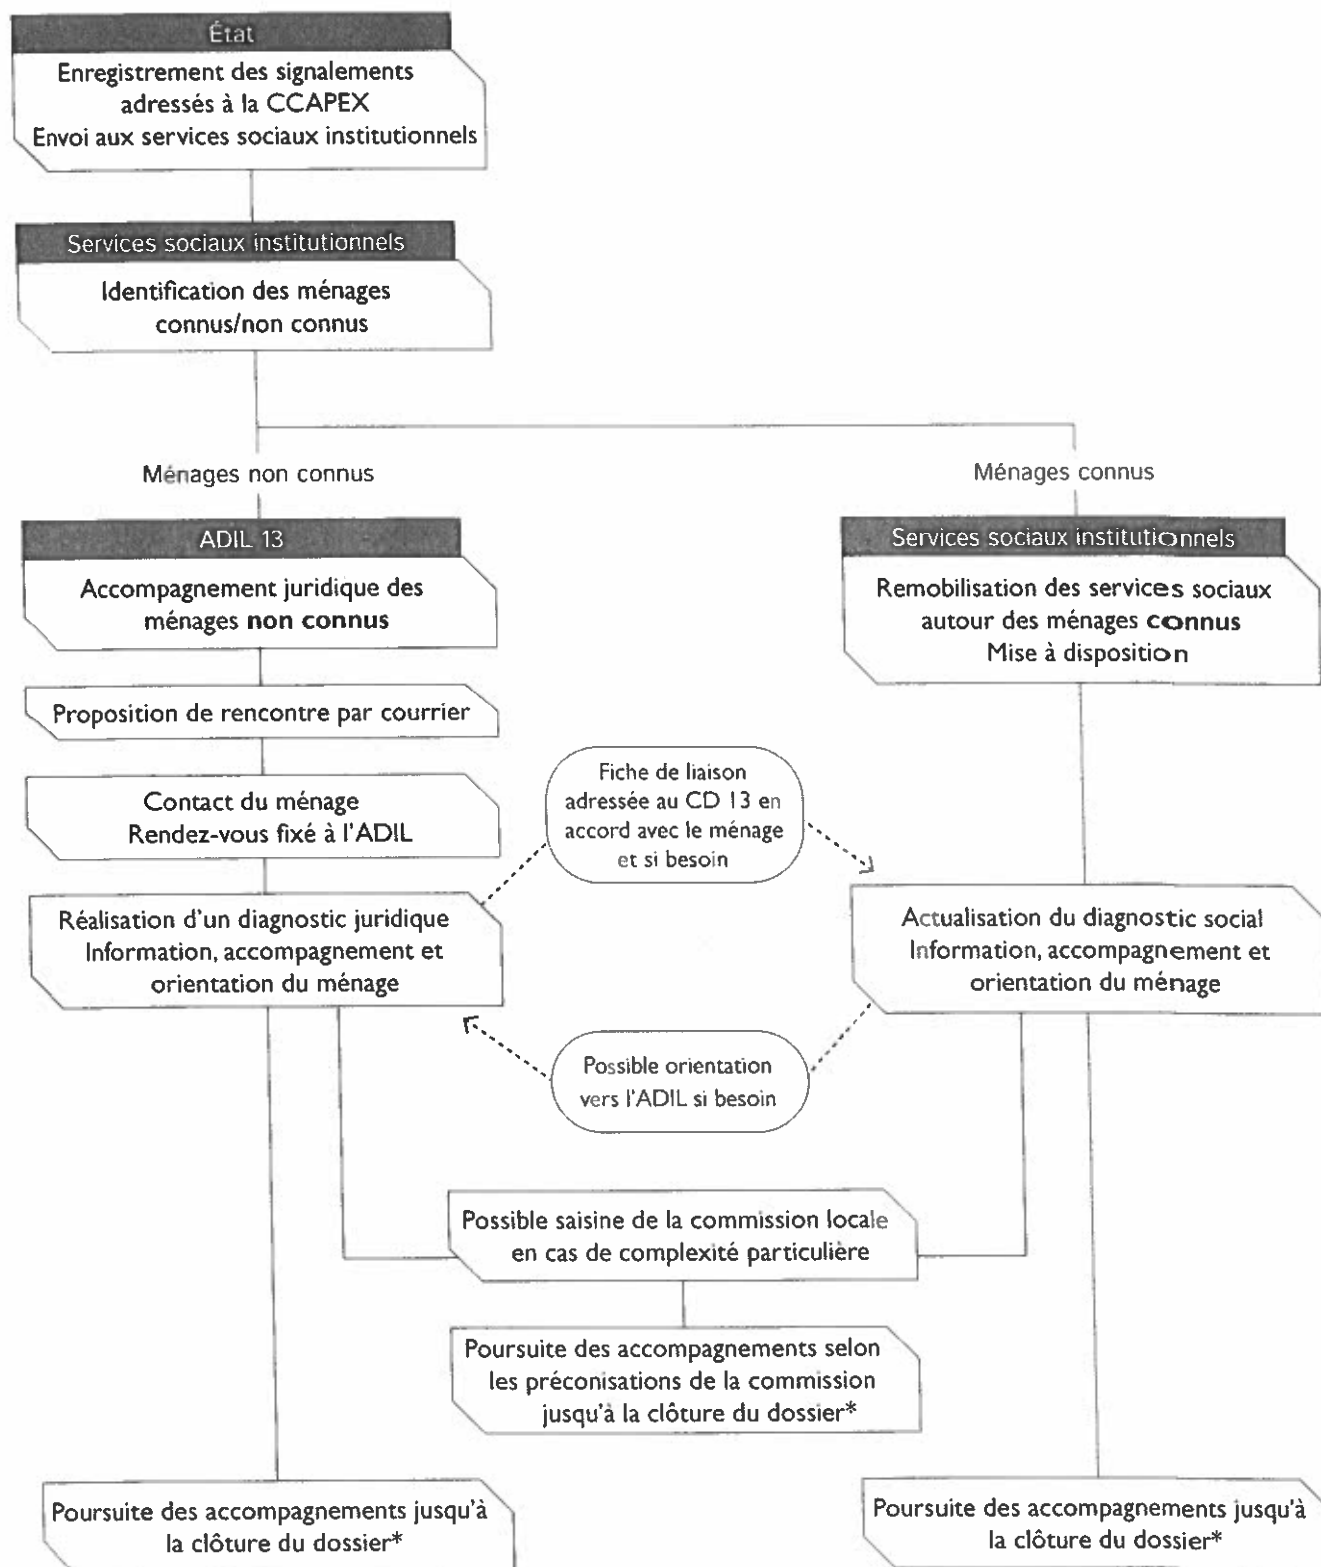 État
Enregistrement des signalements
adressés à la CCAPEX
Envoi aux services sociaux institutionnels
Services sociaux institutionnels
Identification des ménages
connus/non connus
Ménages non connus
Ménages connus
ADIL 13
Accompagnement juridique des
ménages non connus
Services sociaux institutionnels
Remobilisation des services sociaux
autour des ménages connus
Mise à disposition
Proposition de rencontre par courrier
Contact du ménage
Rendez-vous fixé à l'ADIL
Fiche de liaison
adressée au CD 13 en
accord avec le ménage
et si besoin
Réalisation d'un diagnostic juridique
Information, accompagnement et
orientation du ménage
Actualisation du diagnostic social
Information, accompagnement et
orientation du ménage
Possible orientation
vers l'ADIL si besoin
Possible saisine de la commission locale
en cas de complexité particulière
Poursuite des accompagnements selon
les préconisations de la commission
jusqu'à la clôture du dossier*
Poursuite des accompagnements jusqu'à
la clôture du dossier*
Poursuite des accompagnements jusqu'à
la clôture du dossier*